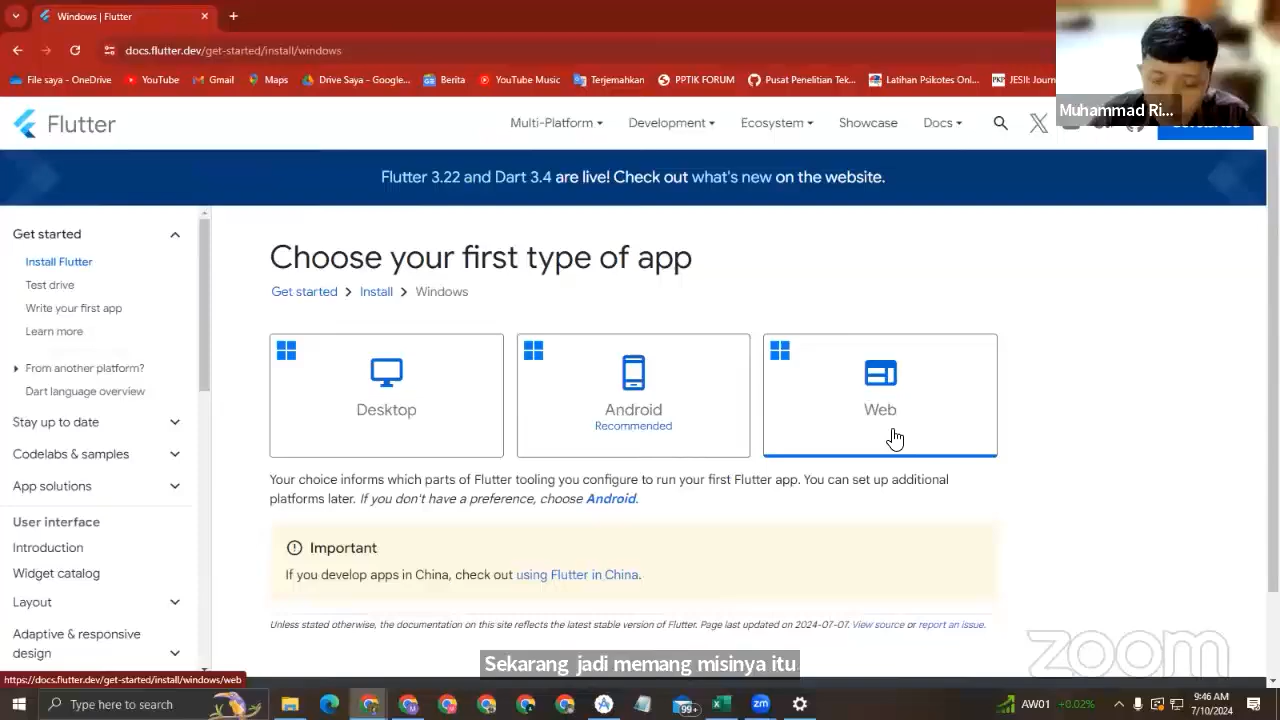 Windows | Flutter
docs.flutter.dev/get-started/install/windows
File saya - OneDrive
YouTube
Gmail
Maps
Drive Saya - Google...
Berita
YouTube Music
Terjemahkan
PPTIK FORUM
Pusat Penelitian Tek...
Latihan Psikotes Onl...
JESII: Journ
Muhammad Ri...
Flutter
Multi-Platform
Development
Ecosystem
Showcase
Docs
Flutter 3.22 and Dart 3.4 are live! Check out what's new on the website.
Get started
Install Flutter
Test drive
Write your first app
Learn more
From another platform?
Dart language overview
Stay up to date
Codelabs & samples
App solutions
User interface
Introduction
Widget catalog
Layout
Adaptive & responsive
design
Choose your first type of app
Get started > Install > Windows
Desktop
Android
Recommended
Web
Your choice informs which parts of Flutter tooling you configure to run your first Flutter app. You can set up additional
platforms later. If you don't have a preference, choose Android.
Important
If you develop apps in China, check out using Flutter in China.
Unless stated otherwise, the documentation on this site reflects the latest stable version of Flutter. Page last updated on 2024-07-07. View source or report an issue.
zoom
Sekarang jadi memang misinya itu
https://docs.flutter.dev/get-started/install/windows/web
Type here to search
99+
zm
AW01 +0.02%
9:46 AM
7/10/2024